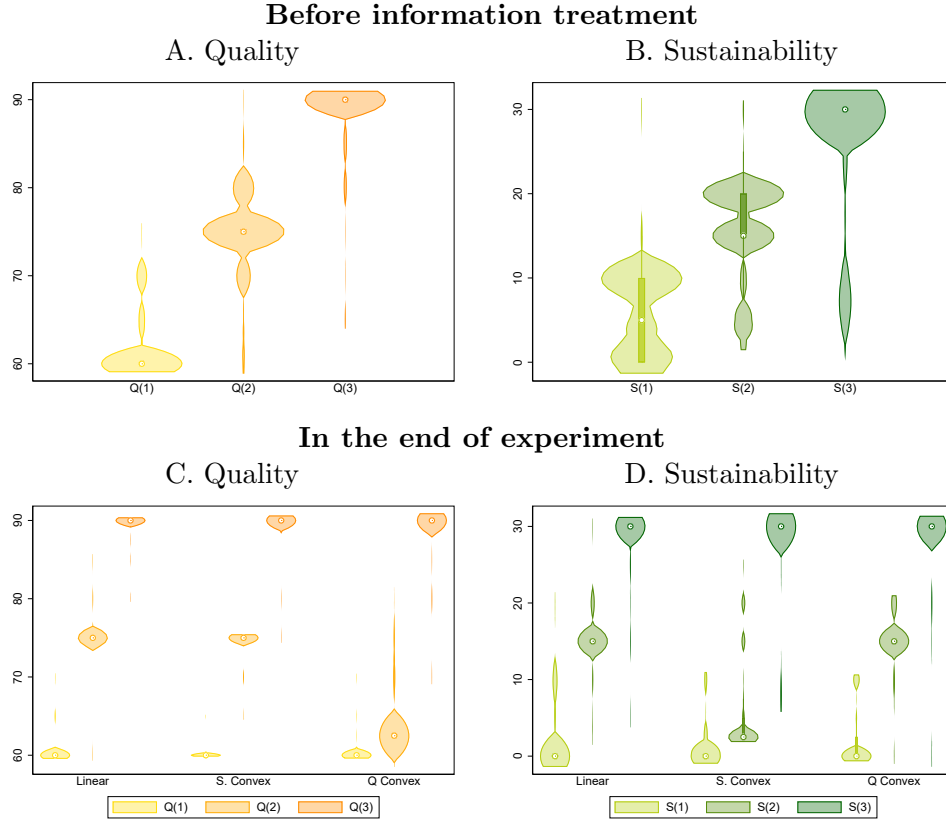 Before information treatment
A. Quality
B. Sustainability
90
80
70
60
Q(1) Q(2) Q(3)
30
20
10
0
S(1) S(2) S(3)
In the end of experiment
C. Quality
D. Sustainability
90
80
70
60
Linear S. Convex Q Convex
Q(1) Q(2) Q(3)
30
20
10
0
Linear S. Convex Q Convex
S(1) S(2) S(3)